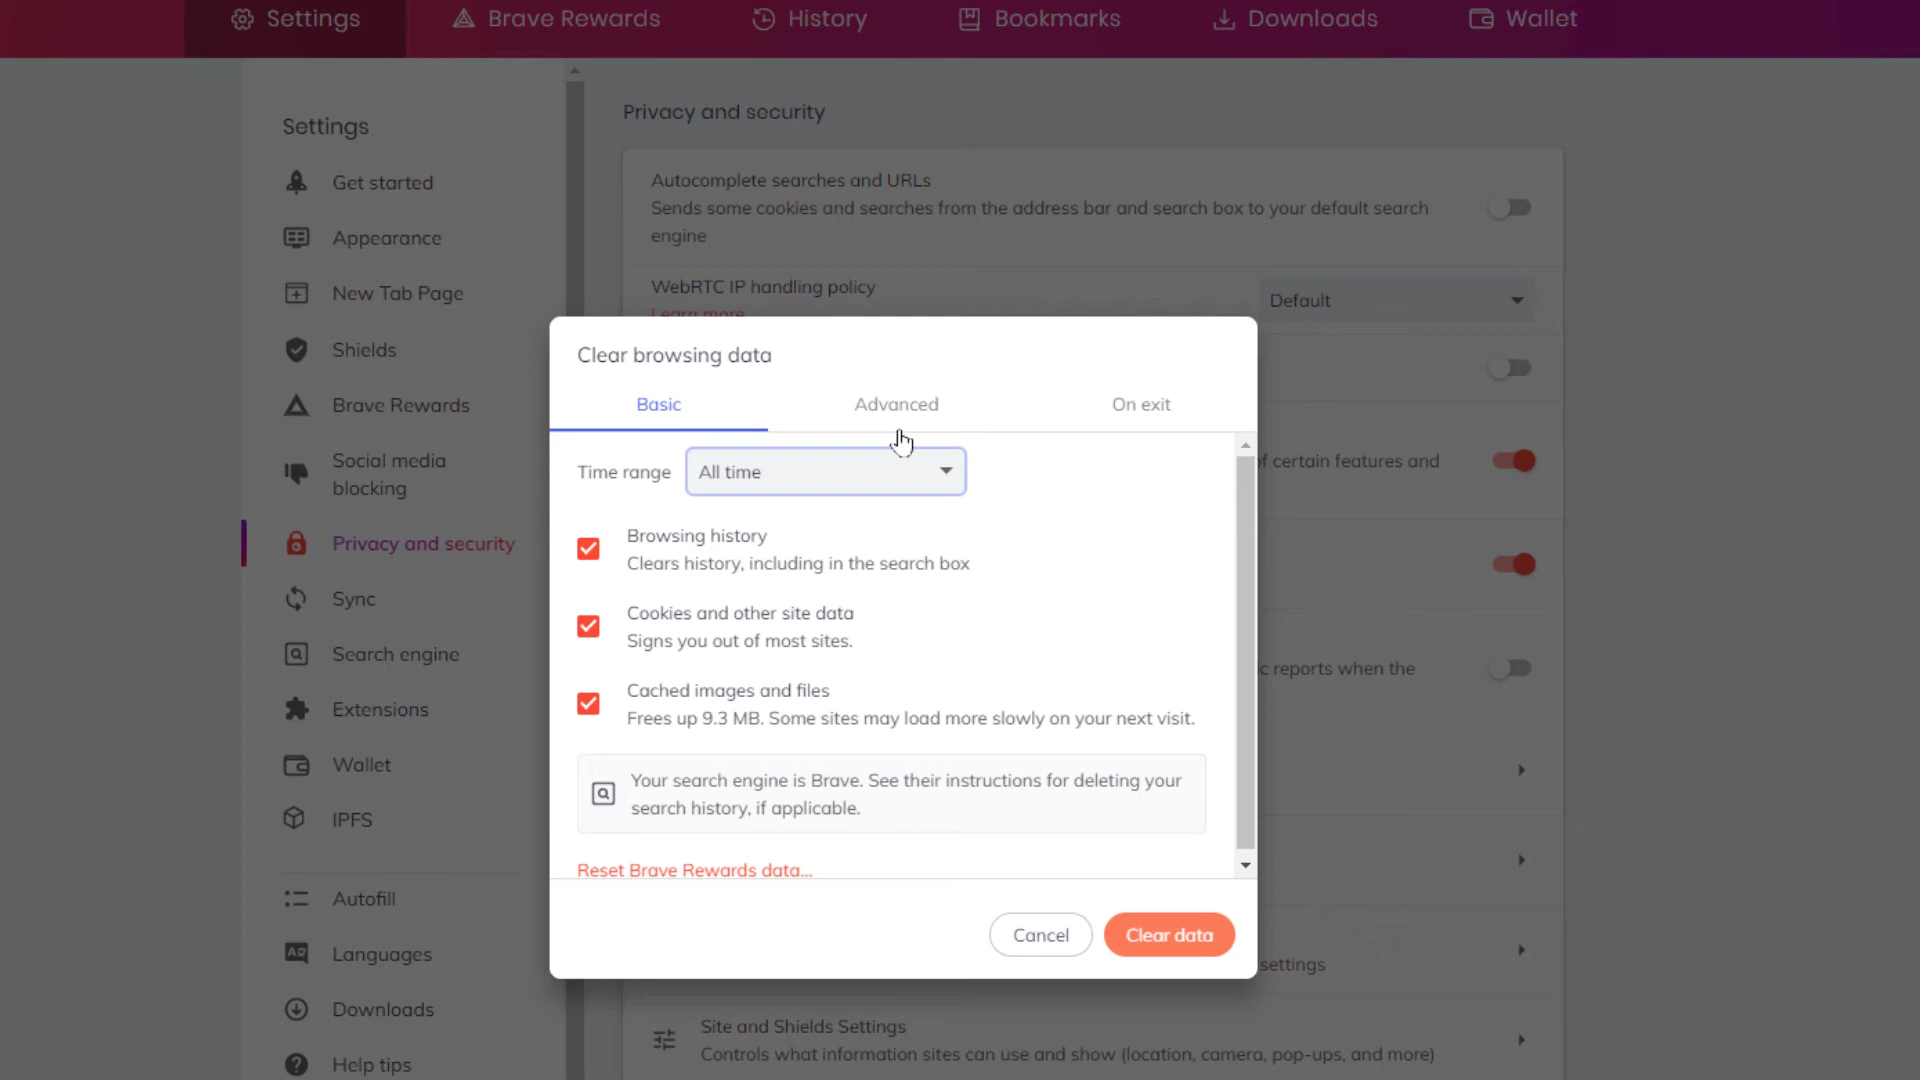 Settings
Brave Rewards
History
Bookmarks
Downloads
Wallet
Settings
Get started
Appearance
New Tab Page
Shields
Brave Rewards
Social media
blocking
Privacy and security
Sync
Search engine
Extensions
Wallet
IPFS
Autofill
Languages
Downloads
Help tips
Privacy and security
Autocomplete searches and URLs
Sends some cookies and searches from the address bar and search box to your default search
engine
WebRTC IP handling policy
Learn more
Default
of certain features and
reports when the
settings
Site and Shields Settings
Controls what information sites can use and show (location, camera, pop-ups, and more)
Clear browsing data
Basic
Advanced
On exit
Time range
All time
Browsing history
Clears history, including in the search box
Cookies and other site data
Signs you out of most sites.
Cached images and files
Frees up 9.3 MB. Some sites may load more slowly on your next visit.
Your search engine is Brave. See their instructions for deleting your
search history, if applicable.
Reset Brave Rewards data...
Cancel
Clear data